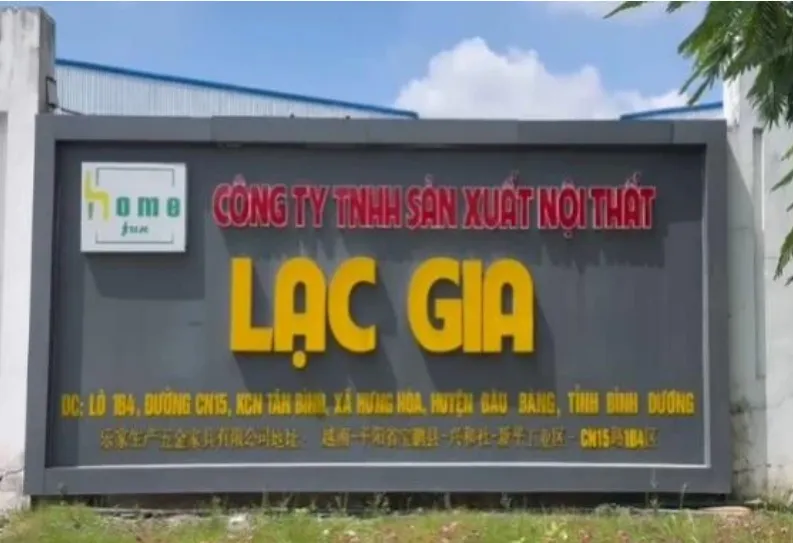 home
fun
CÔNG TY TNHH SẢN XUẤT NỘI THẤT
LẠC GIA
ĐC: LÔ 1B4, ĐƯỜNG CN15, KCN TÂN BÌNH, XÃ HƯNG HÒA, HUYỆN BÀU BÀNG, TỈNH BÌNH DƯƠNG
乐家生产五金家具有限公司地址： 越南-平阳省宝鹏县-兴和社-新平工业区-CN15路1B4区